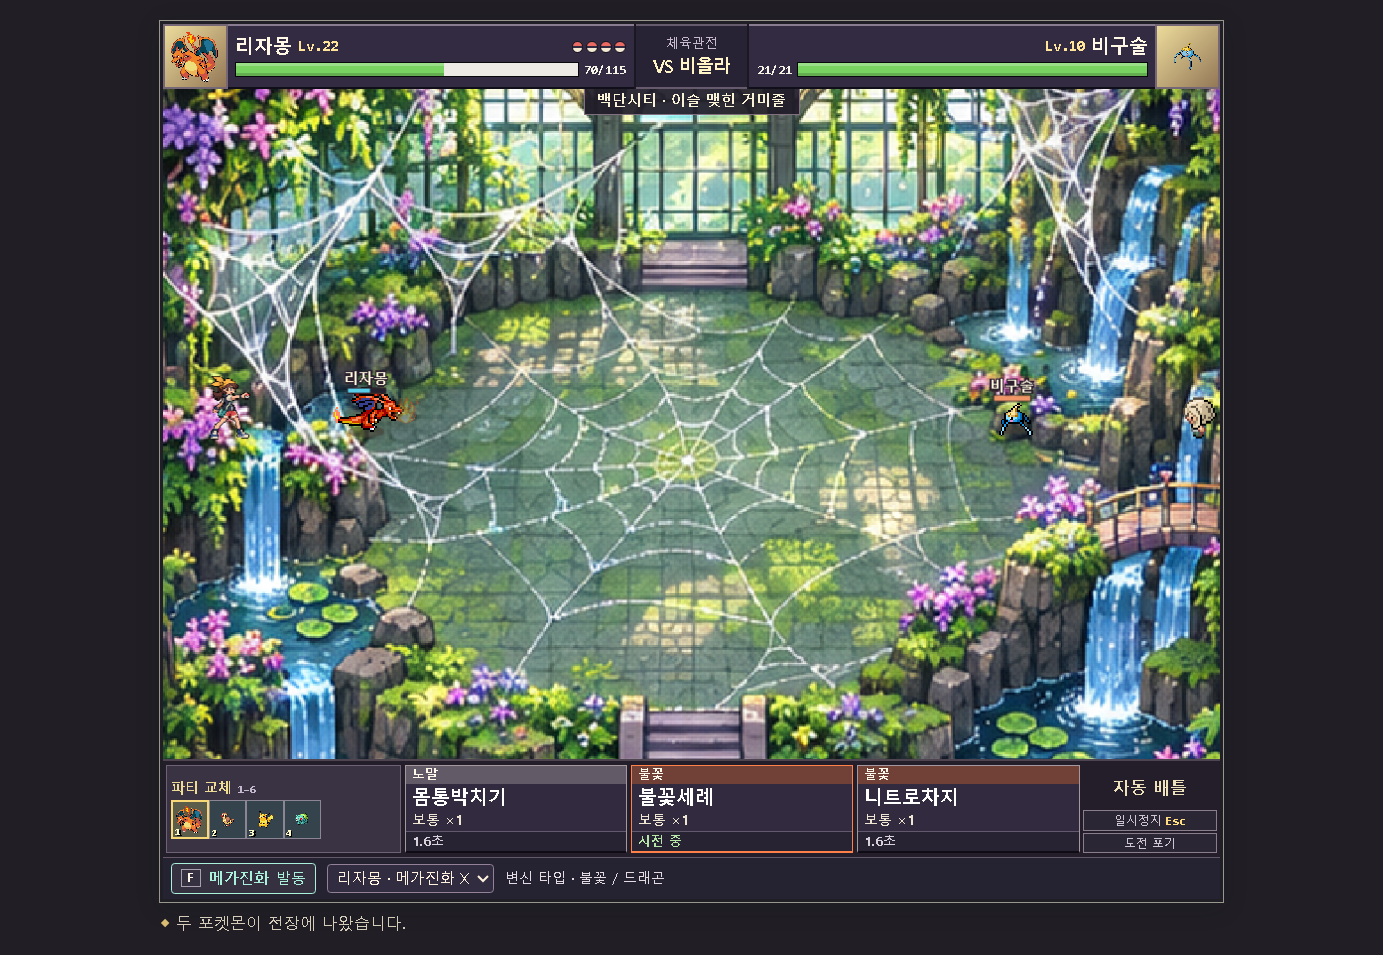 리자몽 Lv.22
70/115
체육관전
VS 비올라
Lv.10 비구술
21/21
백단시티 · 이슬 맺힌 거미줄
리자몽
비구술
파티 교체 1-6
1 2 3 4
노말
몸통박치기
보통 ×1
1.6초
불꽃
불꽃세례
보통 ×1
시전 중
불꽃
니트로차지
보통 ×1
1.6초
자동 배틀
일시정지 Esc
도전 포기
F 메가진화 발동
리자몽 · 메가진화 X
변신 타입 · 불꽃 / 드래곤
두 포켓몬이 전장에 나왔습니다.